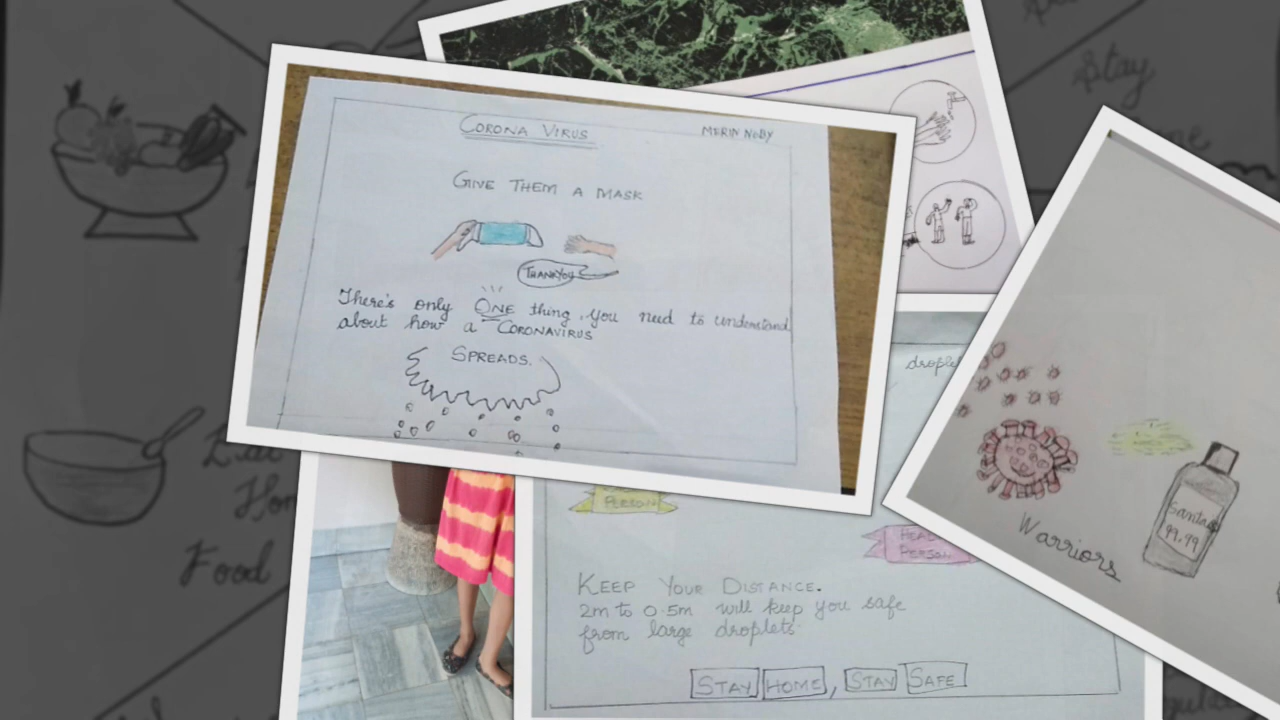 CORONA VIRUS
MERIN NOBY
GIVE THEM A MASK
THANKYOU
There's only ONE thing you need to understand
about how a CORONAVIRUS
SPREADS.
PERSON
PERSON
KEEP YOUR DISTANCE.
2m to 0.5m will keep you safe
from large droplets
STAY HOME, STAY SAFE
99.99
Warriors
Stay
Food